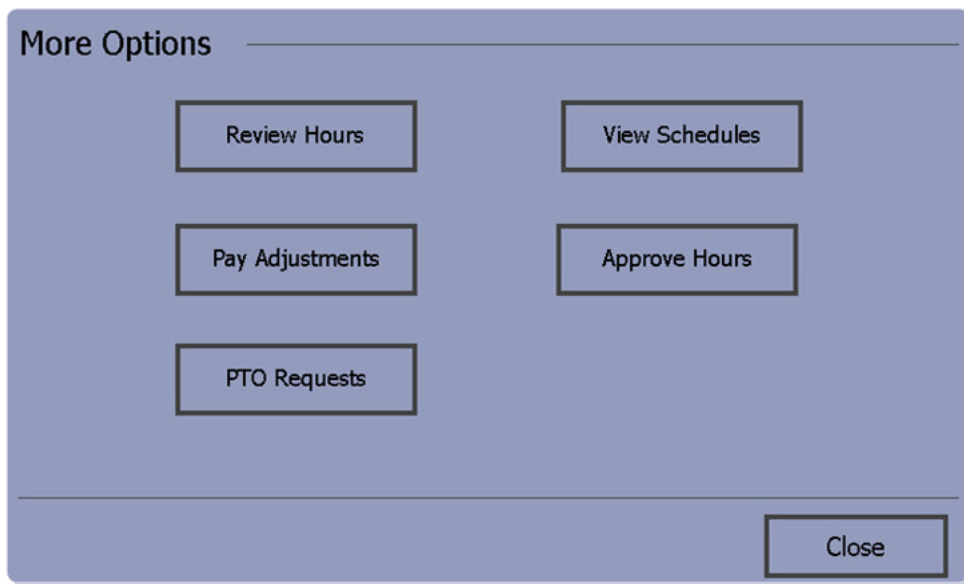 More Options
Review Hours
View Schedules
Pay Adjustments
Approve Hours
PTO Requests
Close